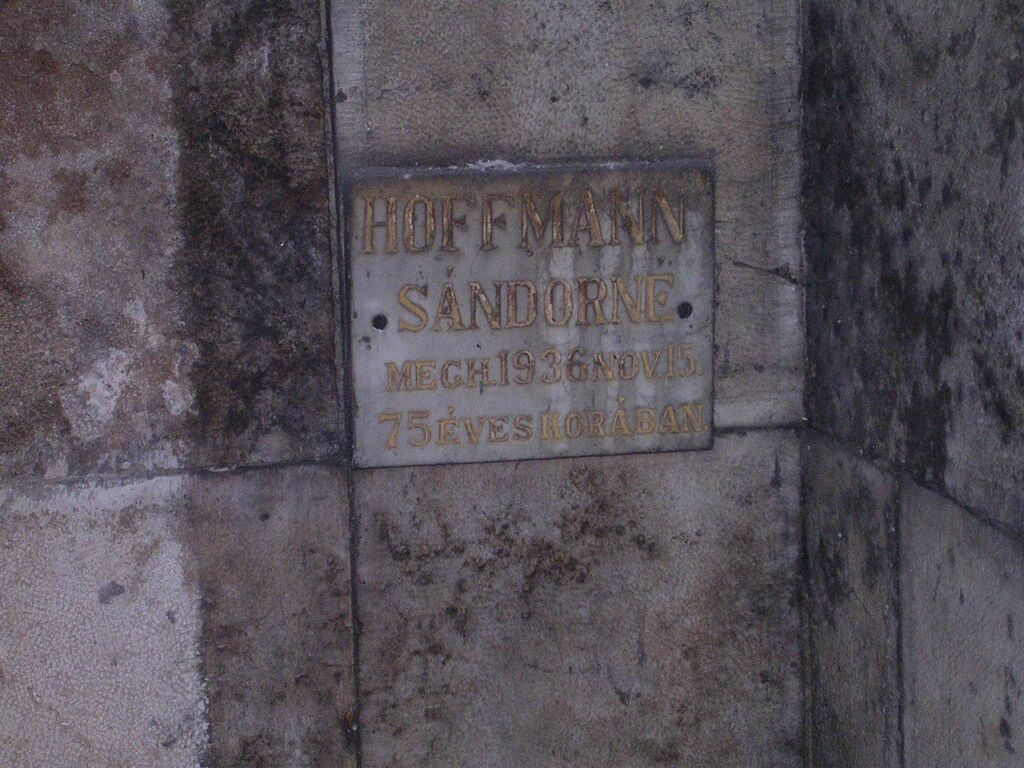 HOFFMANN
SÁNDORNÉ
MEGH.1936 NOV.15.
75 ÉVES KORÁBAN